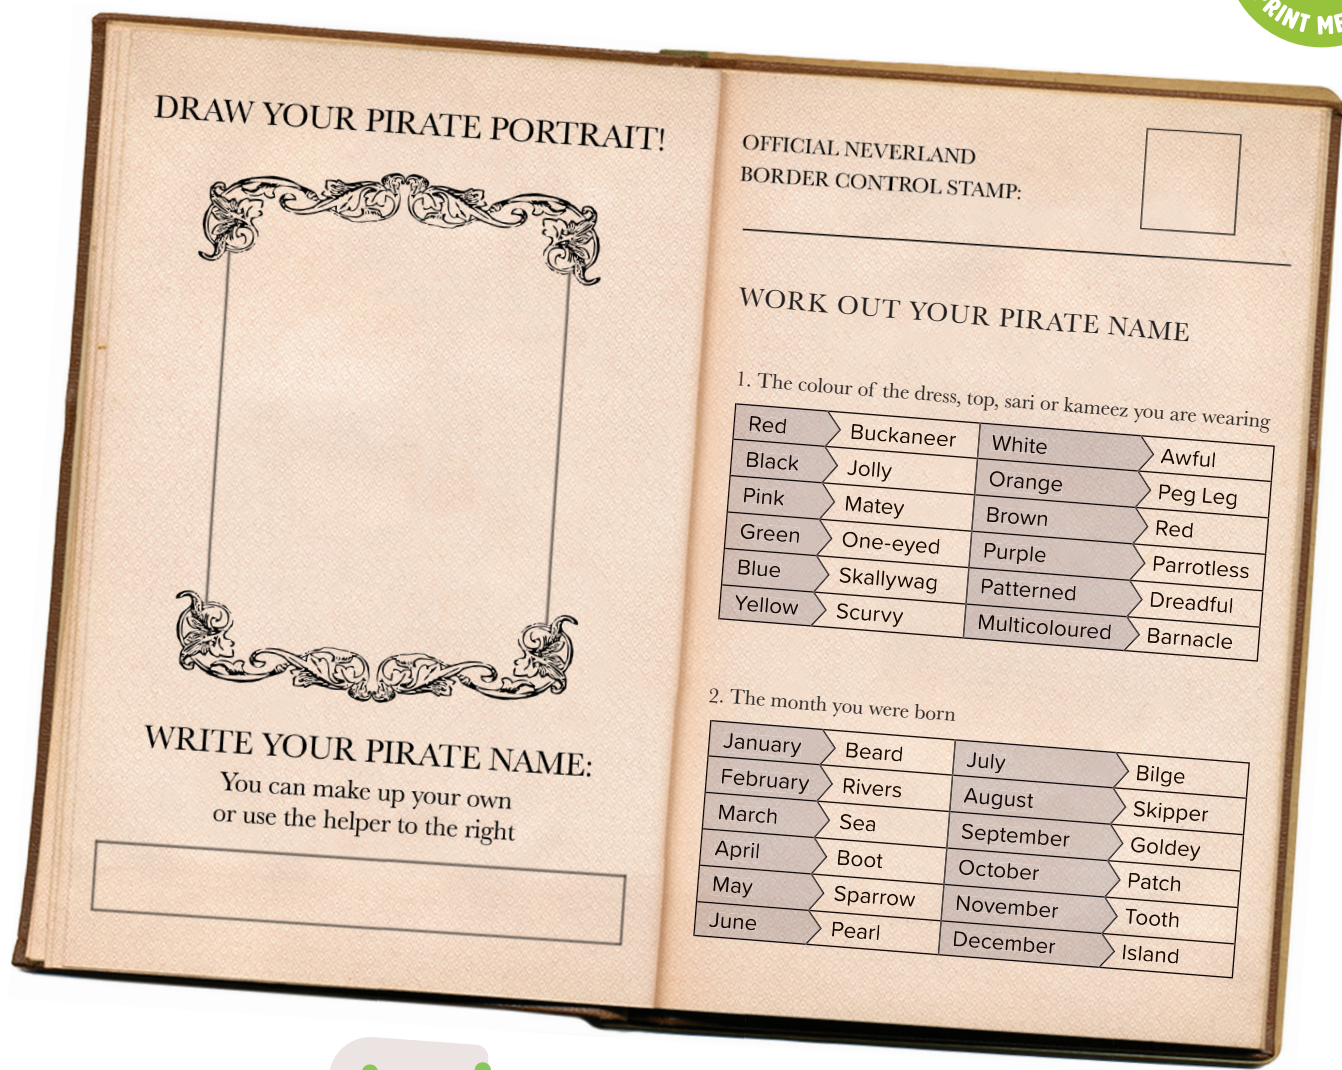 PRINT ME
DRAW YOUR PIRATE PORTRAIT!
WRITE YOUR PIRATE NAME:
You can make up your own
or use the helper to the right
OFFICIAL NEVERLAND
BORDER CONTROL STAMP:
WORK OUT YOUR PIRATE NAME
1. The colour of the dress, top, sari or kameez you are wearing
Red Buckaneer White Awful
Black Jolly Orange Peg Leg
Pink Matey Brown Red
Green One-eyed Purple Parrotless
Blue Skallywag Patterned Dreadful
Yellow Scurvy Multicoloured Barnacle
2. The month you were born
January Beard July Bilge
February Rivers August Skipper
March Sea September Goldey
April Boot October Patch
May Sparrow November Tooth
June Pearl December Island